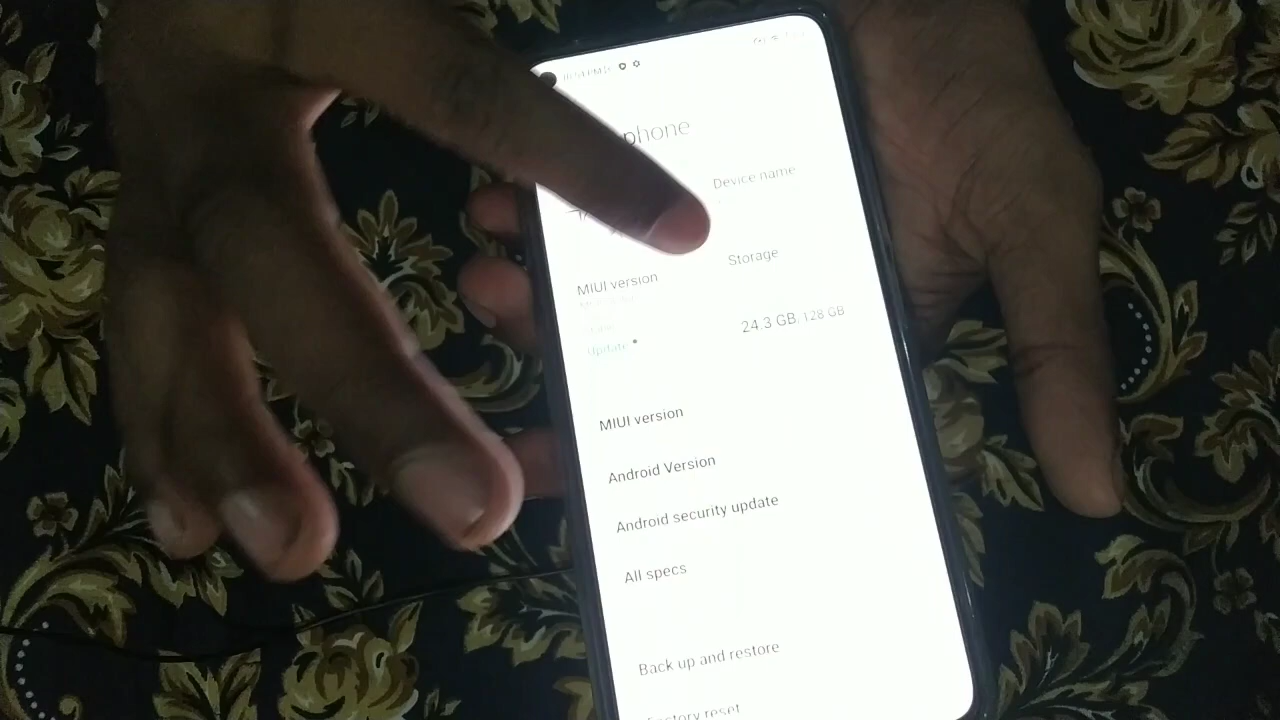 phone
Device name
MIUI version
Storage
Update
24.3 GB, 128 GB
MIUI version
Android Version
Android security update
All specs
Back up and restore
Factory reset